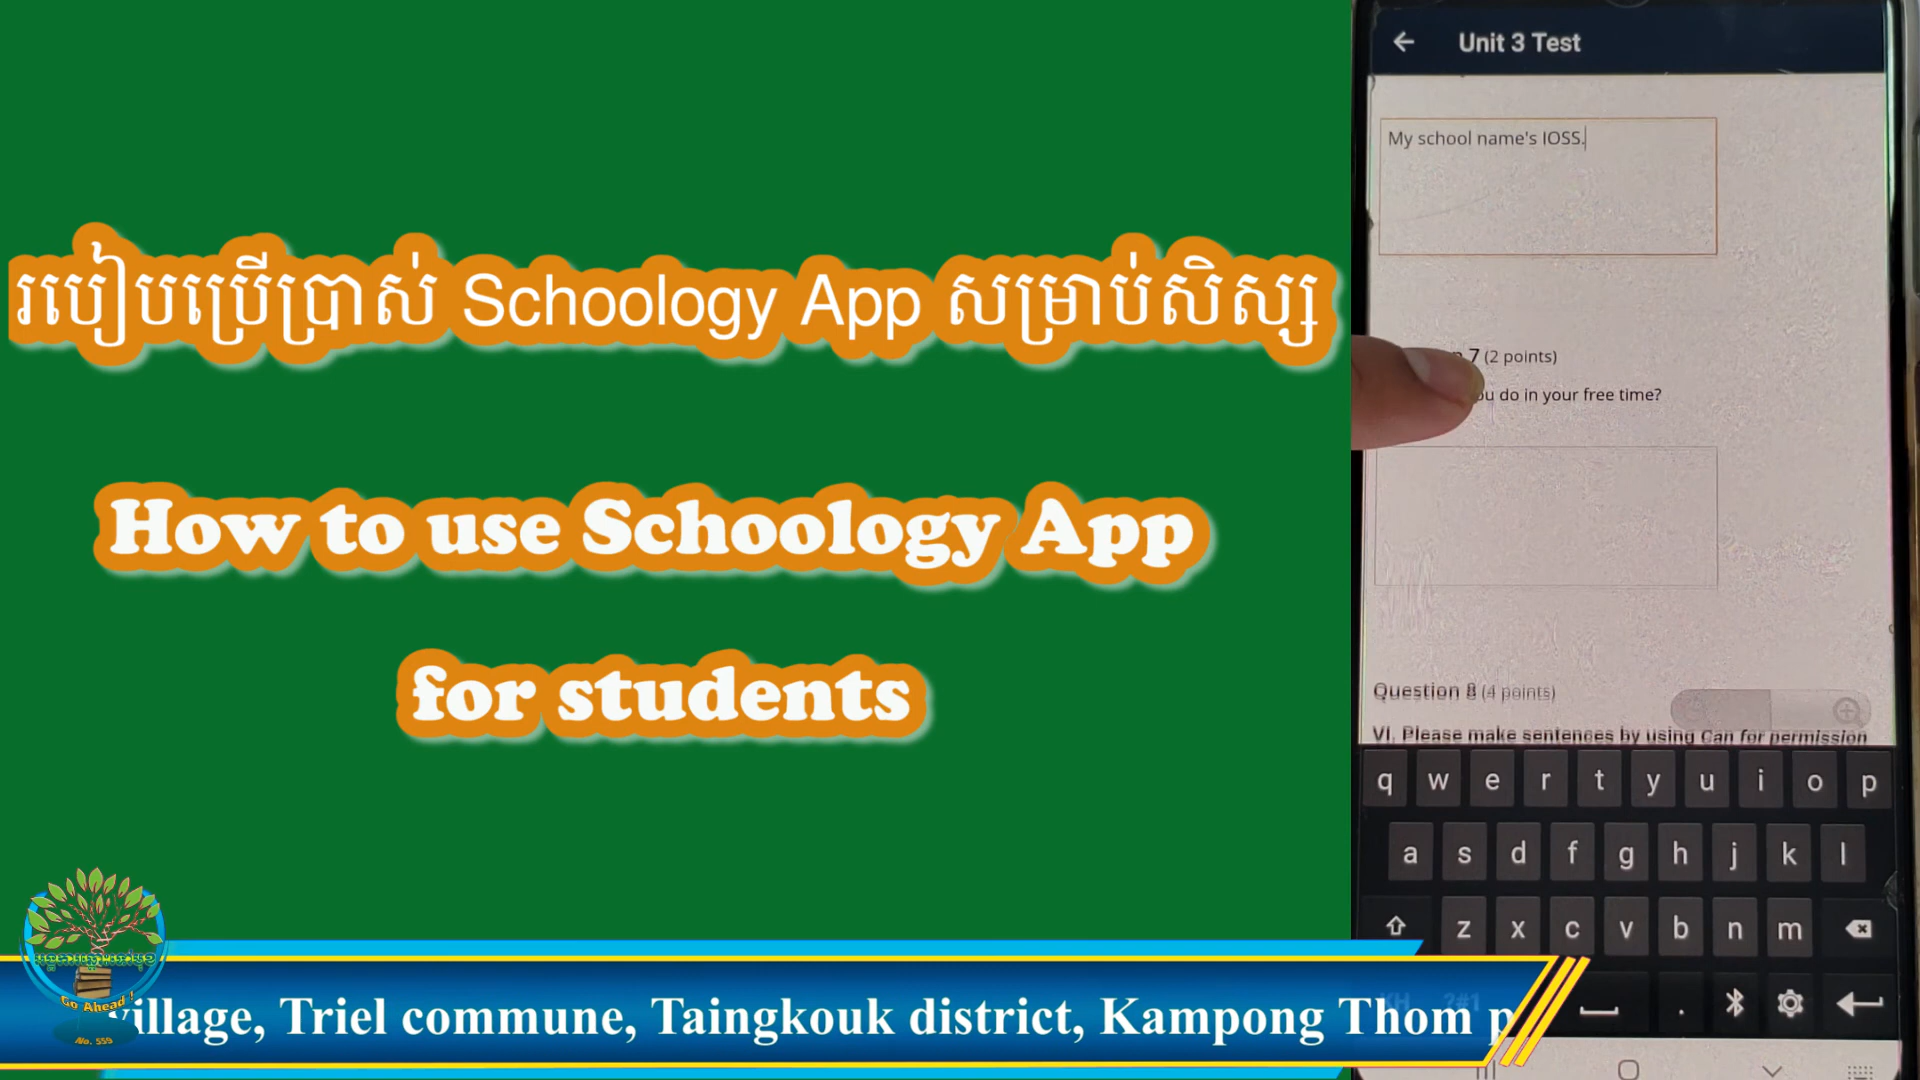 របៀបប្រើប្រាស់ Schoology App សម្រាប់សិស្ស
How to use Schoology App
for students
Go Ahead !
No. 559
village, Triel commune, Taingkouk district, Kampong Thom p
Unit 3 Test
My school name's IOSS.
7 (2 points)
do in your free time?
Question 8 (4 points)
VI. Please make sentences by using Can for permission
q w e r t y u i o p
a s d f g h j k l
z x c v b n m
.